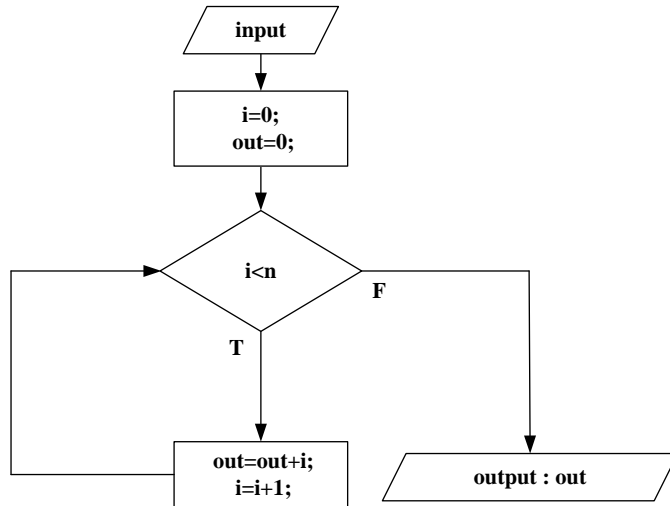 input
i=0;
out=0;
i<n
F
T
out=out+i;
i=i+1;
output : out